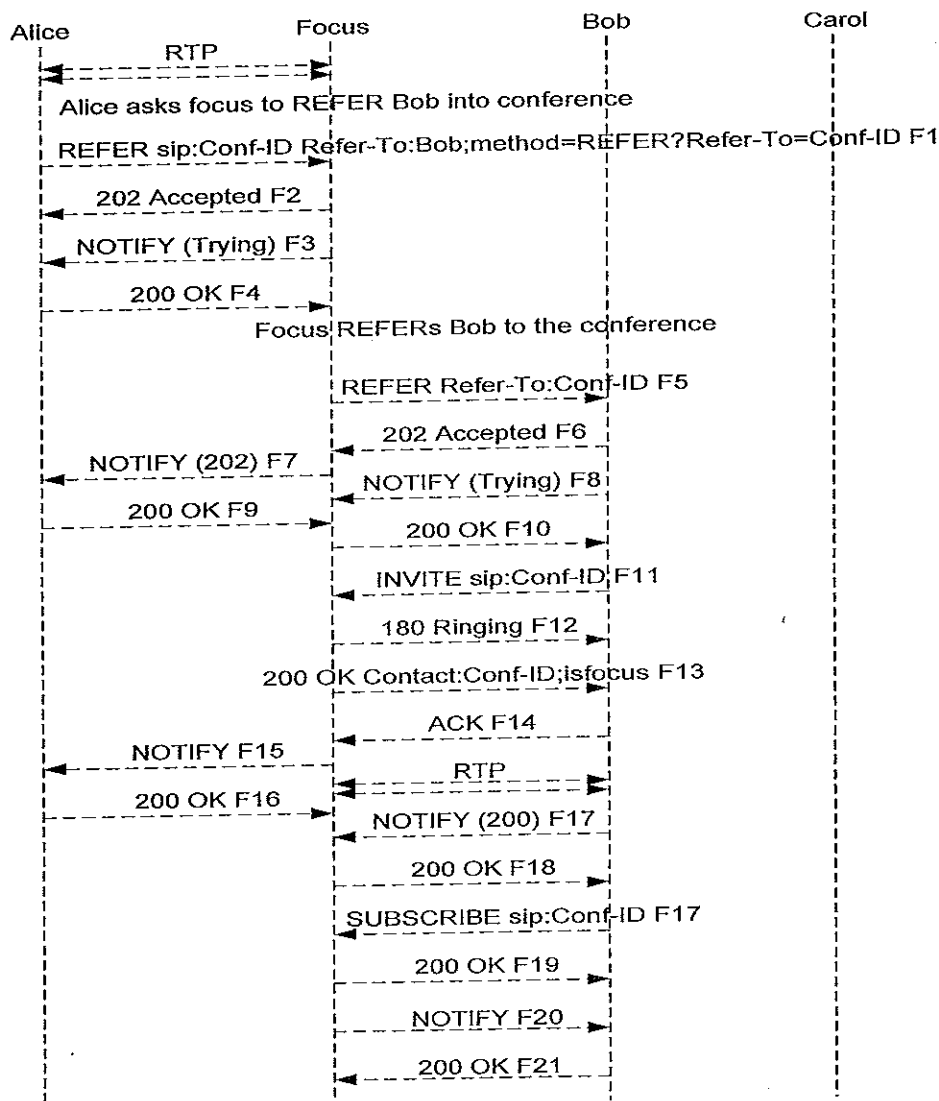 Alice Focus Bob Carol
RTP
Alice asks focus to REFER Bob into conference
REFER sip:Conf-ID Refer-To:Bob;method=REFER?Refer-To=Conf-ID F1
202 Accepted F2
NOTIFY (Trying) F3
200 OK F4
Focus REFERs Bob to the conference
REFER Refer-To:Conf-ID F5
202 Accepted F6
NOTIFY (202) F7
NOTIFY (Trying) F8
200 OK F9
200 OK F10
INVITE sip:Conf-ID F11
180 Ringing F12
200 OK Contact:Conf-ID;isfocus F13
ACK F14
NOTIFY F15
RTP
200 OK F16
NOTIFY (200) F17
200 OK F18
SUBSCRIBE sip:Conf-ID F17
200 OK F19
NOTIFY F20
200 OK F21